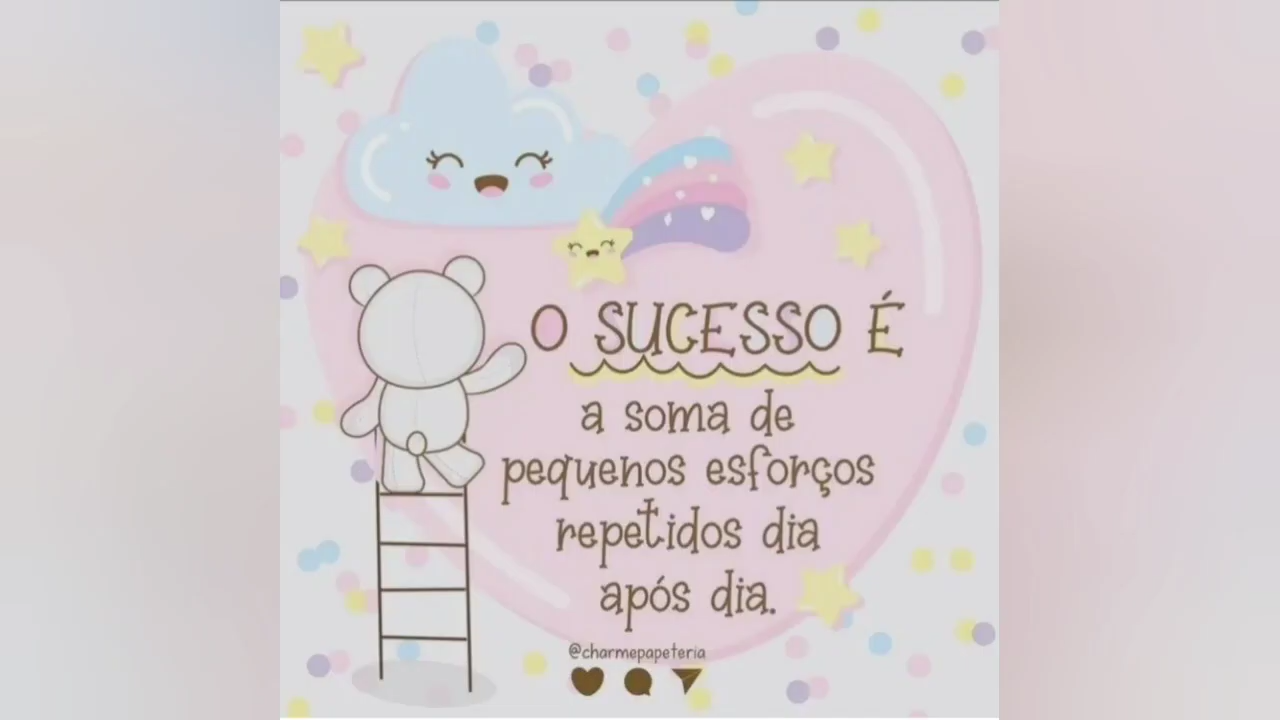 O SUCESSO É
a soma de
pequenos esforços
repetidos dia
após dia.
@charmepapeteria